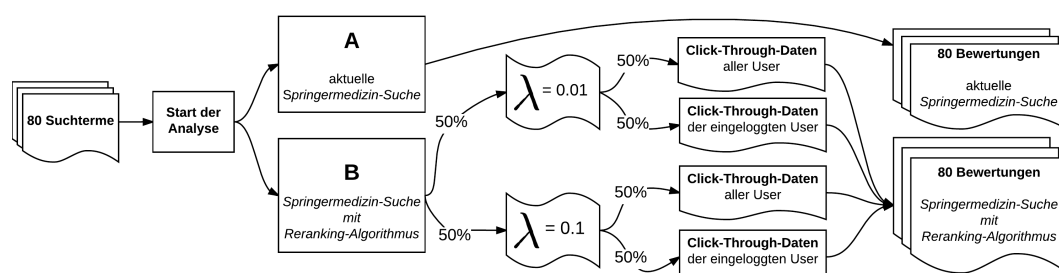 80 Suchterme
Start der
Analyse
A
aktuelle
Springermedizin-Suche
B
Springermedizin-Suche
mit
Reranking-Algorithmus
50%
50%
λ = 0.01
λ = 0.1
50%
50%
50%
50%
Click-Through-Daten
aller User
Click-Through-Daten
der eingeloggten User
Click-Through-Daten
aller User
Click-Through-Daten
der eingeloggten User
80 Bewertungen
aktuelle
Springermedizin-Suche
80 Bewertungen
Springermedizin-Suche
mit
Reranking-Algorithmus